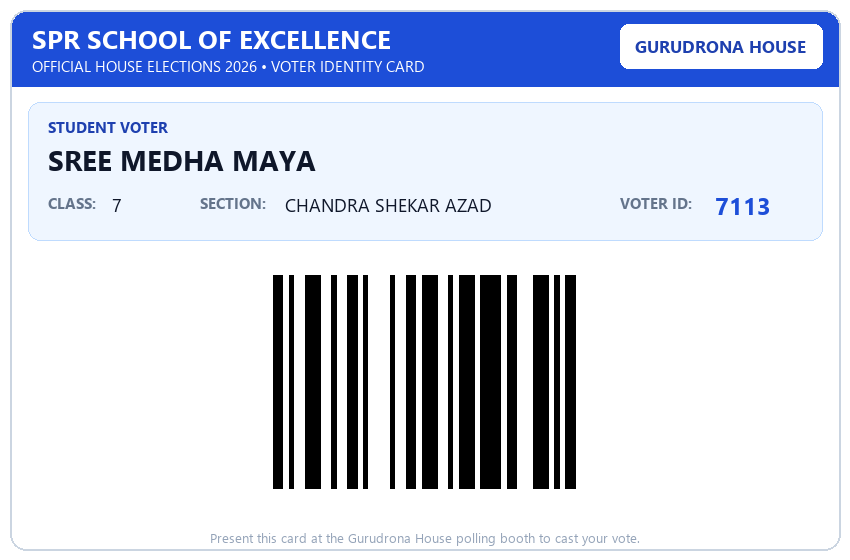 SPR SCHOOL OF EXCELLENCE
OFFICIAL HOUSE ELECTIONS 2026 • VOTER IDENTITY CARD
GURUDRONA HOUSE
STUDENT VOTER
SREE MEDHA MAYA
CLASS: 7 SECTION: CHANDRA SHEKAR AZAD VOTER ID: 7113
Present this card at the Gurudrona House polling booth to cast your vote.